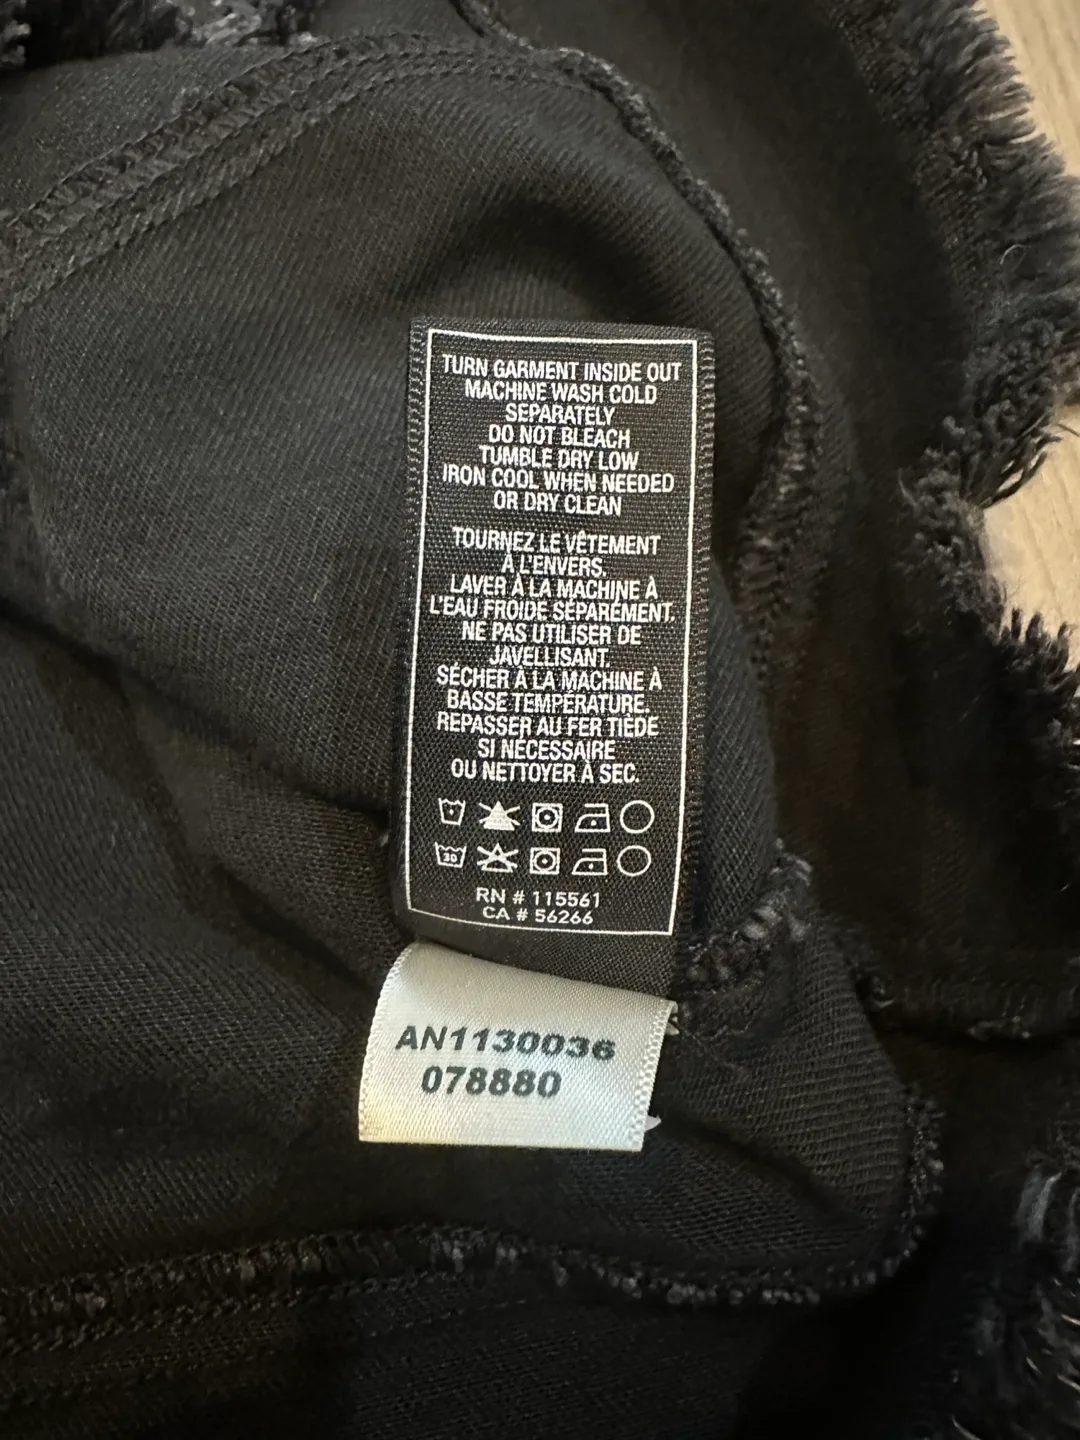 TURN GARMENT INSIDE OUT
MACHINE WASH COLD
SEPARATELY
DO NOT BLEACH
TUMBLE DRY LOW
IRON COOL WHEN NEEDED
OR DRY CLEAN
TOURNEZ LE VÊTEMENT
À L'ENVERS.
LAVER À LA MACHINE À
L'EAU FROIDE SÉPARÉMENT.
NE PAS UTILISER DE
JAVELLISANT.
SÉCHER À LA MACHINE À
BASSE TEMPÉRATURE.
REPASSER AU FER TIÈDE
SI NÉCESSAIRE
OU NETTOYER À SEC.
30
RN # 115561
CA # 56266
AN1130036
078880